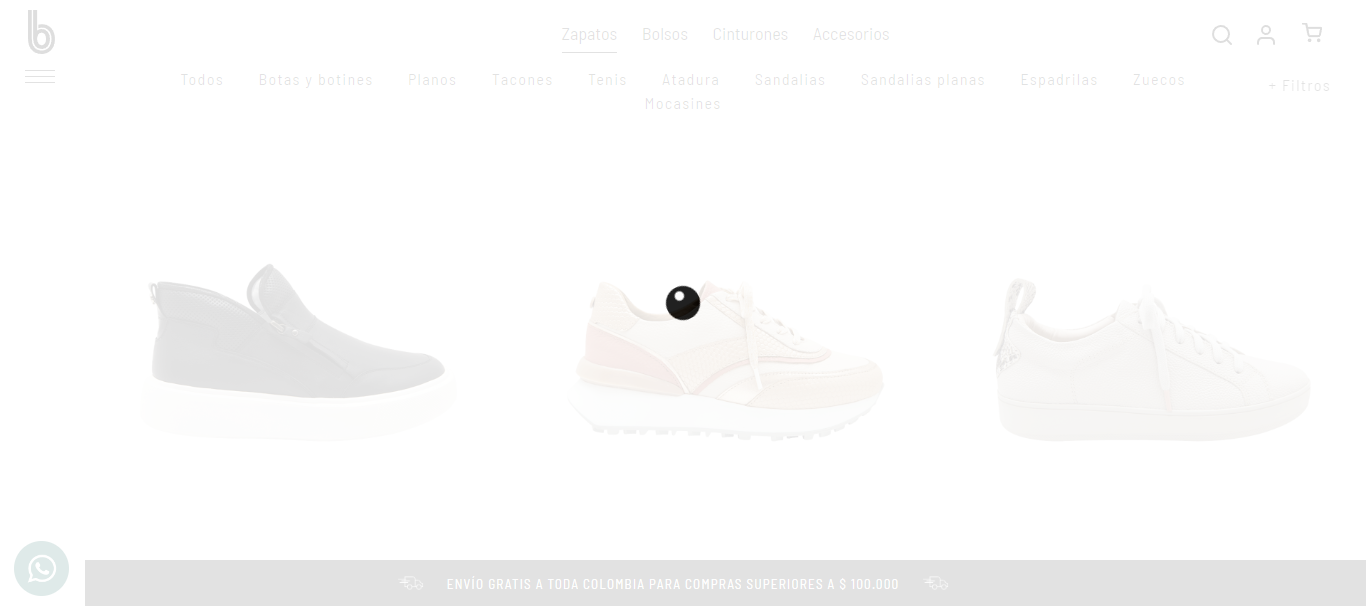 b
Zapatos Bolsos Cinturones Accesorios
Todos Botas y botines Planos Tacones Tenis Atadura Sandalias Sandalias planas Espadrilas Zuecos
Mocasines
+ Filtros
ENVÍO GRATIS A TODA COLOMBIA PARA COMPRAS SUPERIORES A $ 100.000